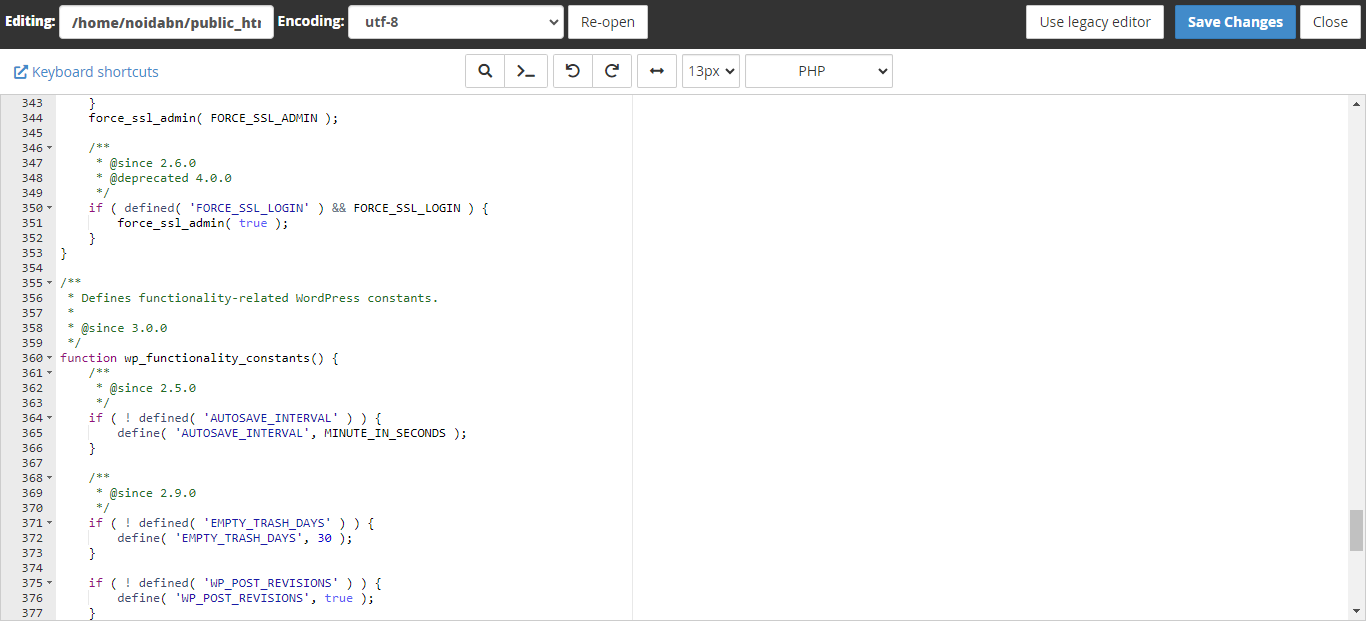 Editing: /home/noidabn/public_htı Encoding: utf-8 Re-open Use legacy editor Save Changes Close
Keyboard shortcuts 13px PHP
343     }
344     force_ssl_admin( FORCE_SSL_ADMIN );
345
346     /**
347      * @since 2.6.0
348      * @deprecated 4.0.0
349      */
350     if ( defined( 'FORCE_SSL_LOGIN' ) && FORCE_SSL_LOGIN ) {
351         force_ssl_admin( true );
352     }
353 }
354
355 /**
356  * Defines functionality-related WordPress constants.
357  *
358  * @since 3.0.0
359  */
360 function wp_functionality_constants() {
361     /**
362      * @since 2.5.0
363      */
364     if ( ! defined( 'AUTOSAVE_INTERVAL' ) ) {
365         define( 'AUTOSAVE_INTERVAL', MINUTE_IN_SECONDS );
366     }
367
368     /**
369      * @since 2.9.0
370      */
371     if ( ! defined( 'EMPTY_TRASH_DAYS' ) ) {
372         define( 'EMPTY_TRASH_DAYS', 30 );
373     }
374
375     if ( ! defined( 'WP_POST_REVISIONS' ) ) {
376         define( 'WP_POST_REVISIONS', true );
377     }